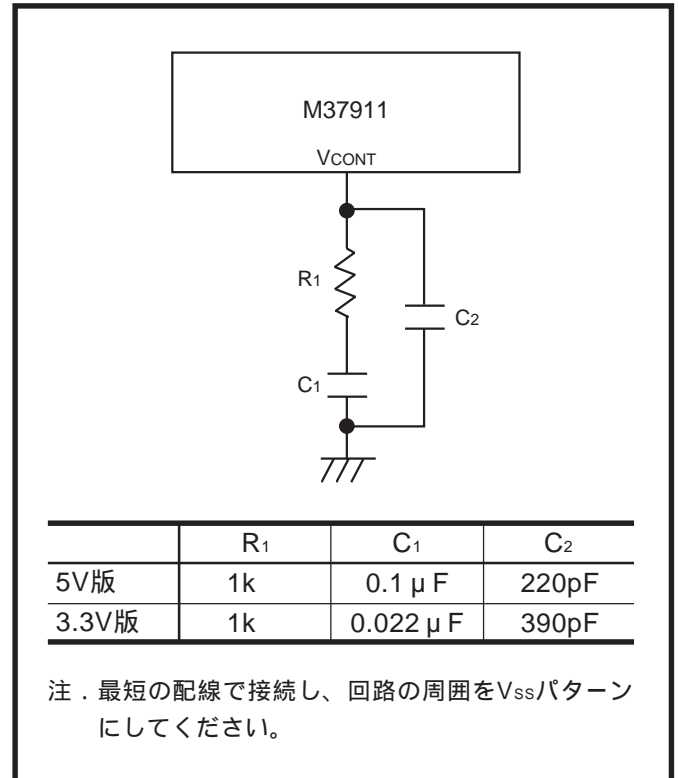 M37911
VCONT
R1
C2
C1
R1 C1 C2
5V版 1k 0.1 μ F 220pF
3.3V版 1k 0.022 μ F 390pF
注．最短の配線で接続し、回路の周囲をVssパターン
にしてください。